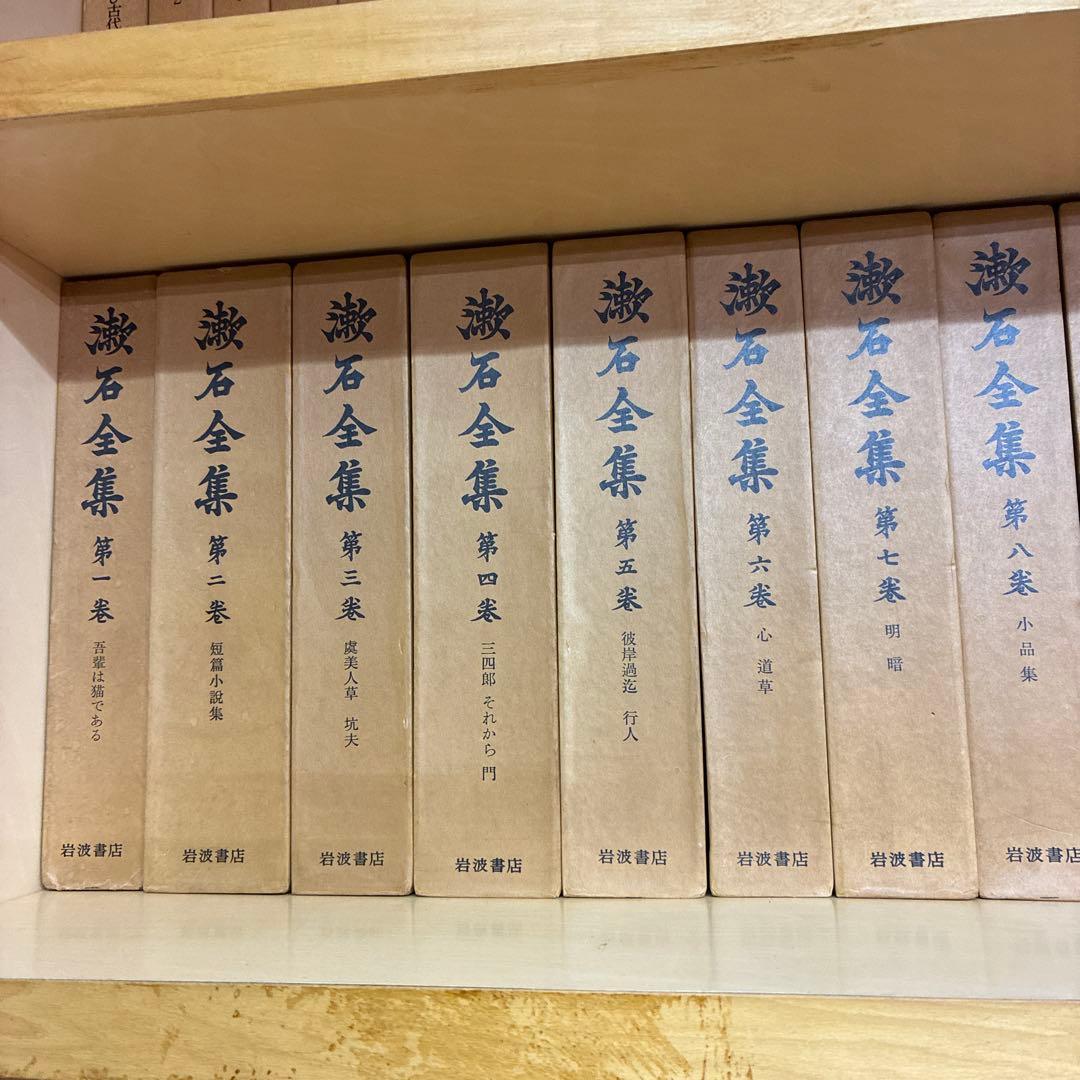 古代
漱石全集 第一巻 吾輩は猫である 岩波書店
漱石全集 第二巻 短篇小説集 岩波書店
漱石全集 第三巻 虞美人草 坑夫 岩波書店
漱石全集 第四巻 三四郎 それから 門 岩波書店
漱石全集 第五巻 彼岸過迄 行人 岩波書店
漱石全集 第六巻 心 道草 岩波書店
漱石全集 第七巻 明暗 岩波書店
漱石全集 第八巻 小品集 岩波書店